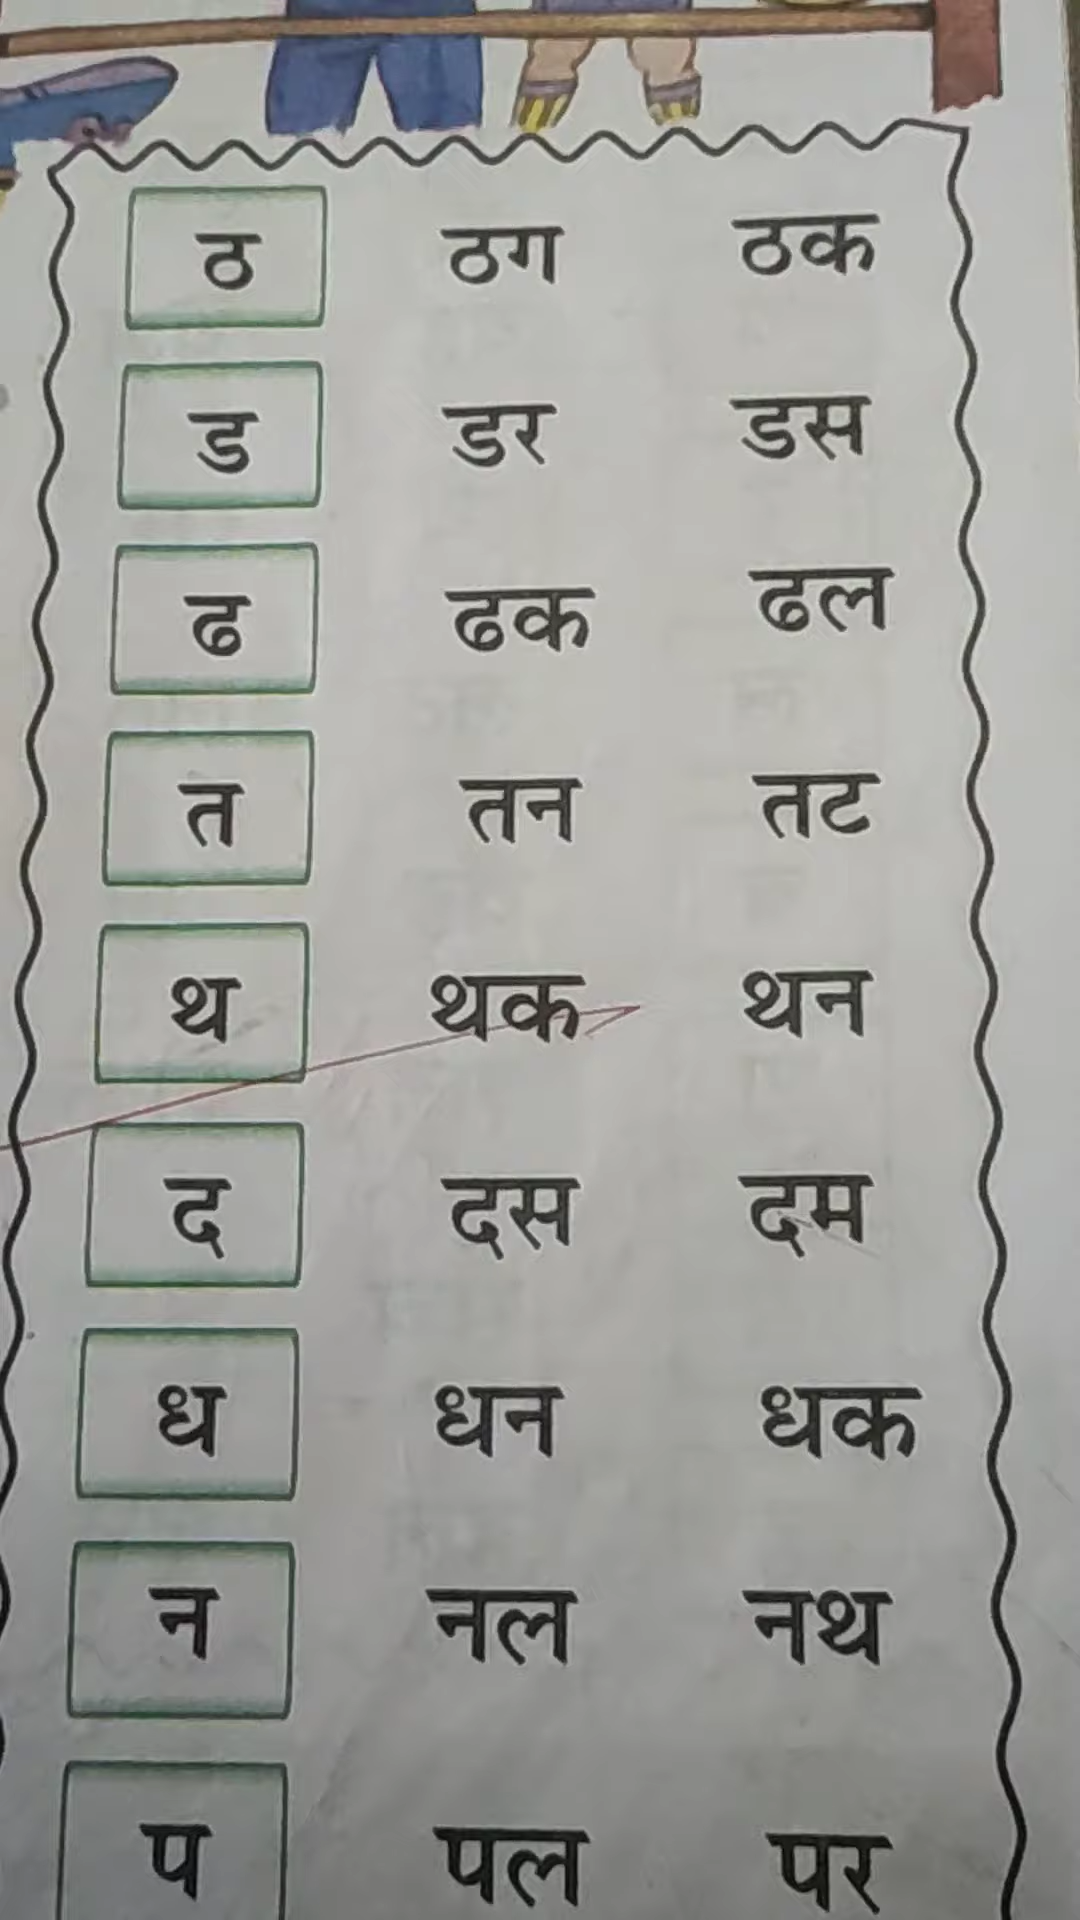 ठ ठग ठक
ड डर डस
ढ ढक ढल
त तन तट
थ थक थन
द दस दम
ध धन धक
न नल नथ
प पल पर